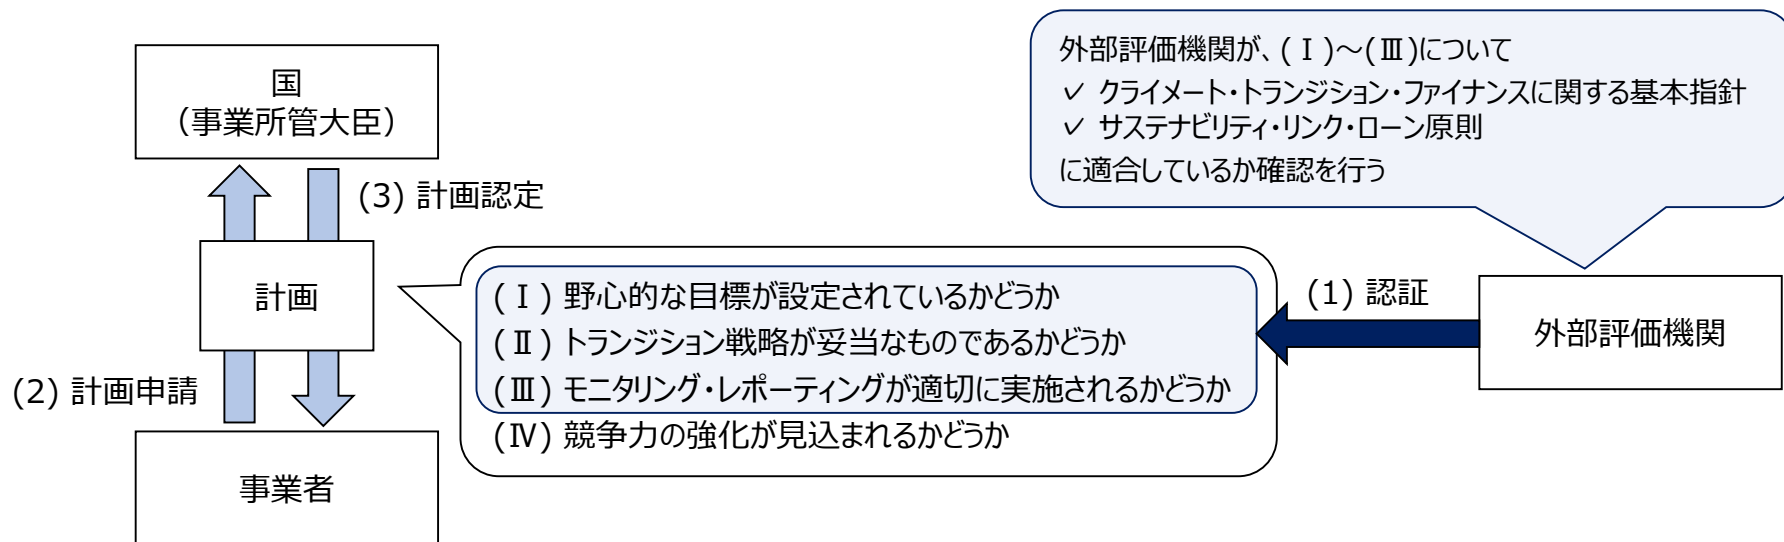 国
（事業所管大臣）
(3) 計画認定
計画
(2) 計画申請
事業者
(Ⅰ) 野心的な目標が設定されているかどうか
(Ⅱ) トランジション戦略が妥当なものであるかどうか
(Ⅲ) モニタリング・レポーティングが適切に実施されるかどうか
(Ⅳ) 競争力の強化が見込まれるかどうか
(1) 認証
外部評価機関が、(Ⅰ)～(Ⅲ)について
✓ クライメート・トランジション・ファイナンスに関する基本指針
✓ サステナビリティ・リンク・ローン原則
に適合しているか確認を行う
外部評価機関